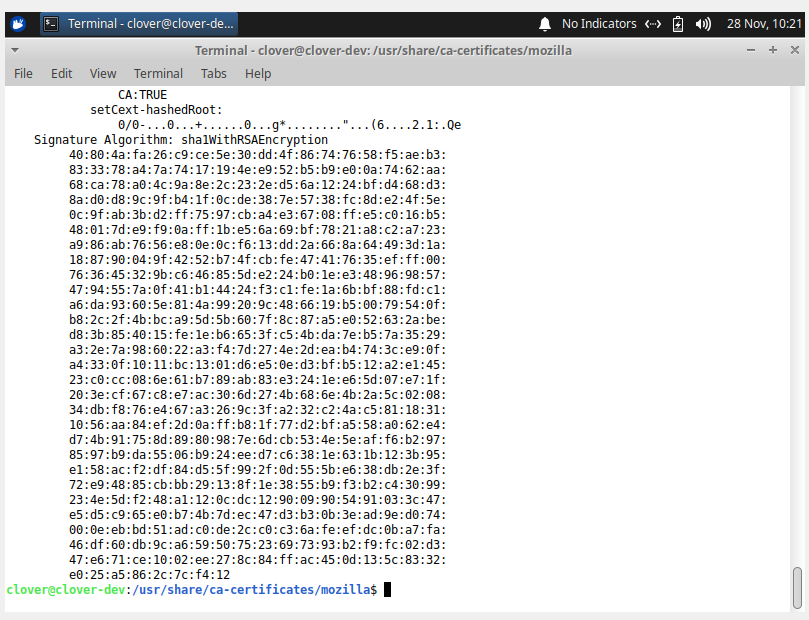 Terminal - clover@clover-de...
No Indicators
28 Nov, 10:21
Terminal - clover@clover-dev: /usr/share/ca-certificates/mozilla
File Edit View Terminal Tabs Help
CA:TRUE
setCext-hashedRoot:
0/0-...0...+......0...g*........"...(6....2.1:.Qe
Signature Algorithm: sha1WithRSAEncryption
40:80:4a:fa:26:c9:ce:5e:30:dd:4f:86:74:76:58:f5:ae:b3:
83:33:78:a4:7a:74:17:19:4e:e9:52:b5:b9:e0:0a:74:62:aa:
68:ca:78:a0:4c:9a:8e:2c:23:2e:d5:6a:12:24:bf:d4:68:d3:
8a:d0:d8:9c:9f:b4:1f:0c:de:38:7e:57:38:fc:8d:e2:4f:5e:
0c:9f:ab:3b:d2:ff:75:97:cb:a4:e3:67:08:ff:e5:c0:16:b5:
48:01:7d:e9:f9:0a:ff:1b:e5:6a:69:bf:78:21:a8:c2:a7:23:
a9:86:ab:76:56:e8:0e:0c:f6:13:dd:2a:66:8a:64:49:3d:1a:
18:87:90:04:9f:42:52:b7:4f:cb:fe:47:41:76:35:ef:ff:00:
76:36:45:32:9b:c6:46:85:5d:e2:24:b0:1e:e3:48:96:98:57:
47:94:55:7a:0f:41:b1:44:24:f3:c1:fe:1a:6b:bf:88:fd:c1:
a6:da:93:60:5e:81:4a:99:20:9c:48:66:19:b5:00:79:54:0f:
b8:2c:2f:4b:bc:a9:5d:5b:60:7f:8c:87:a5:e0:52:63:2a:be:
d8:3b:85:40:15:fe:1e:b6:65:3f:c5:4b:da:7e:b5:7a:35:29:
a3:2e:7a:98:60:22:a3:f4:7d:27:4e:2d:ea:b4:74:3c:e9:0f:
a4:33:0f:10:11:bc:13:01:d6:e5:0e:d3:bf:b5:12:a2:e1:45:
23:c0:cc:08:6e:61:b7:89:ab:83:e3:24:1e:e6:5d:07:e7:1f:
20:3e:cf:67:c8:e7:ac:30:6d:27:4b:68:6e:4b:2a:5c:02:08:
34:db:f8:76:e4:67:a3:26:9c:3f:a2:32:c2:4a:c5:81:18:31:
10:56:aa:84:ef:2d:0a:ff:b8:1f:77:d2:bf:a5:58:a0:62:e4:
d7:4b:91:75:8d:89:80:98:7e:6d:cb:53:4e:5e:af:f6:b2:97:
85:97:b9:da:55:06:b9:24:ee:d7:c6:38:1e:63:1b:12:3b:95:
e1:58:ac:f2:df:84:d5:5f:99:2f:0d:55:5b:e6:38:db:2e:3f:
72:e9:48:85:cb:bb:29:13:8f:1e:38:55:b9:f3:b2:c4:30:99:
23:4e:5d:f2:48:a1:12:0c:dc:12:90:09:90:54:91:03:3c:47:
e5:d5:c9:65:e0:b7:4b:7d:ec:47:d3:b3:0b:3e:ad:9e:d0:74:
00:0e:eb:bd:51:ad:c0:de:2c:c0:c3:6a:fe:ef:dc:0b:a7:fa:
46:df:60:db:9c:a6:59:50:75:23:69:73:93:b2:f9:fc:02:d3:
47:e6:71:ce:10:02:ee:27:8c:84:ff:ac:45:0d:13:5c:83:32:
e0:25:a5:86:2c:7c:f4:12
clover@clover-dev:/usr/share/ca-certificates/mozilla$